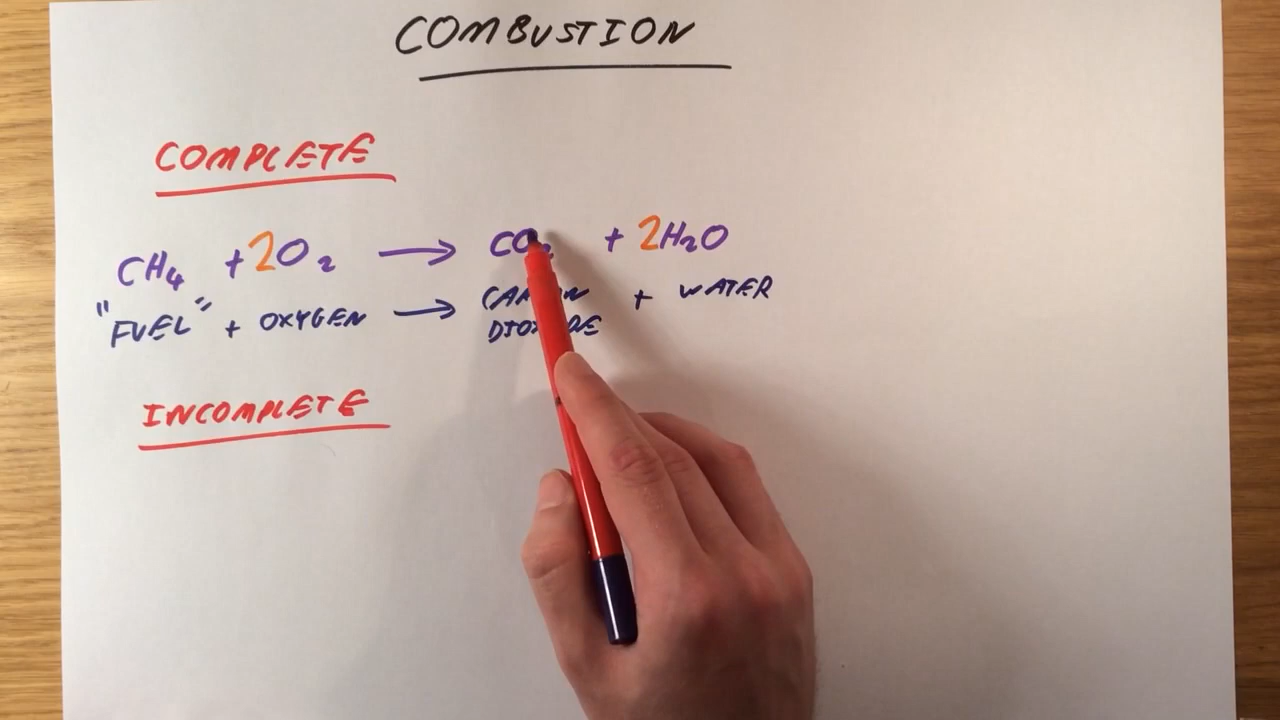 COMBUSTION
COMPLETE
CH₄ + 2O₂ → CO₂ + 2H₂O
"FUEL" + OXYGEN → CARBON DIOXIDE + WATER
INCOMPLETE